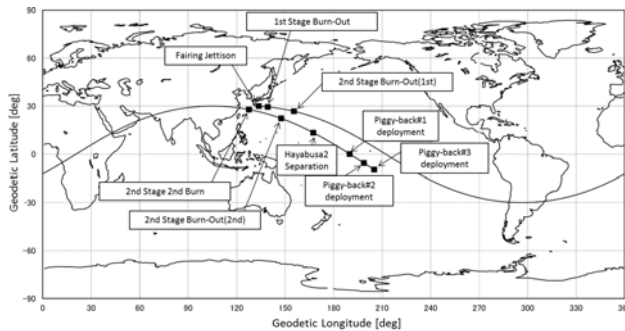 1st Stage Burn-Out
Fairing Jettison
2nd Stage Burn-Out(1st)
Piggy-back#1
deployment
Hayabusa2
Separation
Piggy-back#3
deployment
2nd Stage 2nd Burn
Piggy-back#2
deployment
2nd Stage Burn-Out(2nd)
Geodetic Latitude [deg]
90
60
30
0
−30
−60
−90
0
30
60
90
120
150
180
210
240
270
300
330
360
Geodetic Longitude [deg]